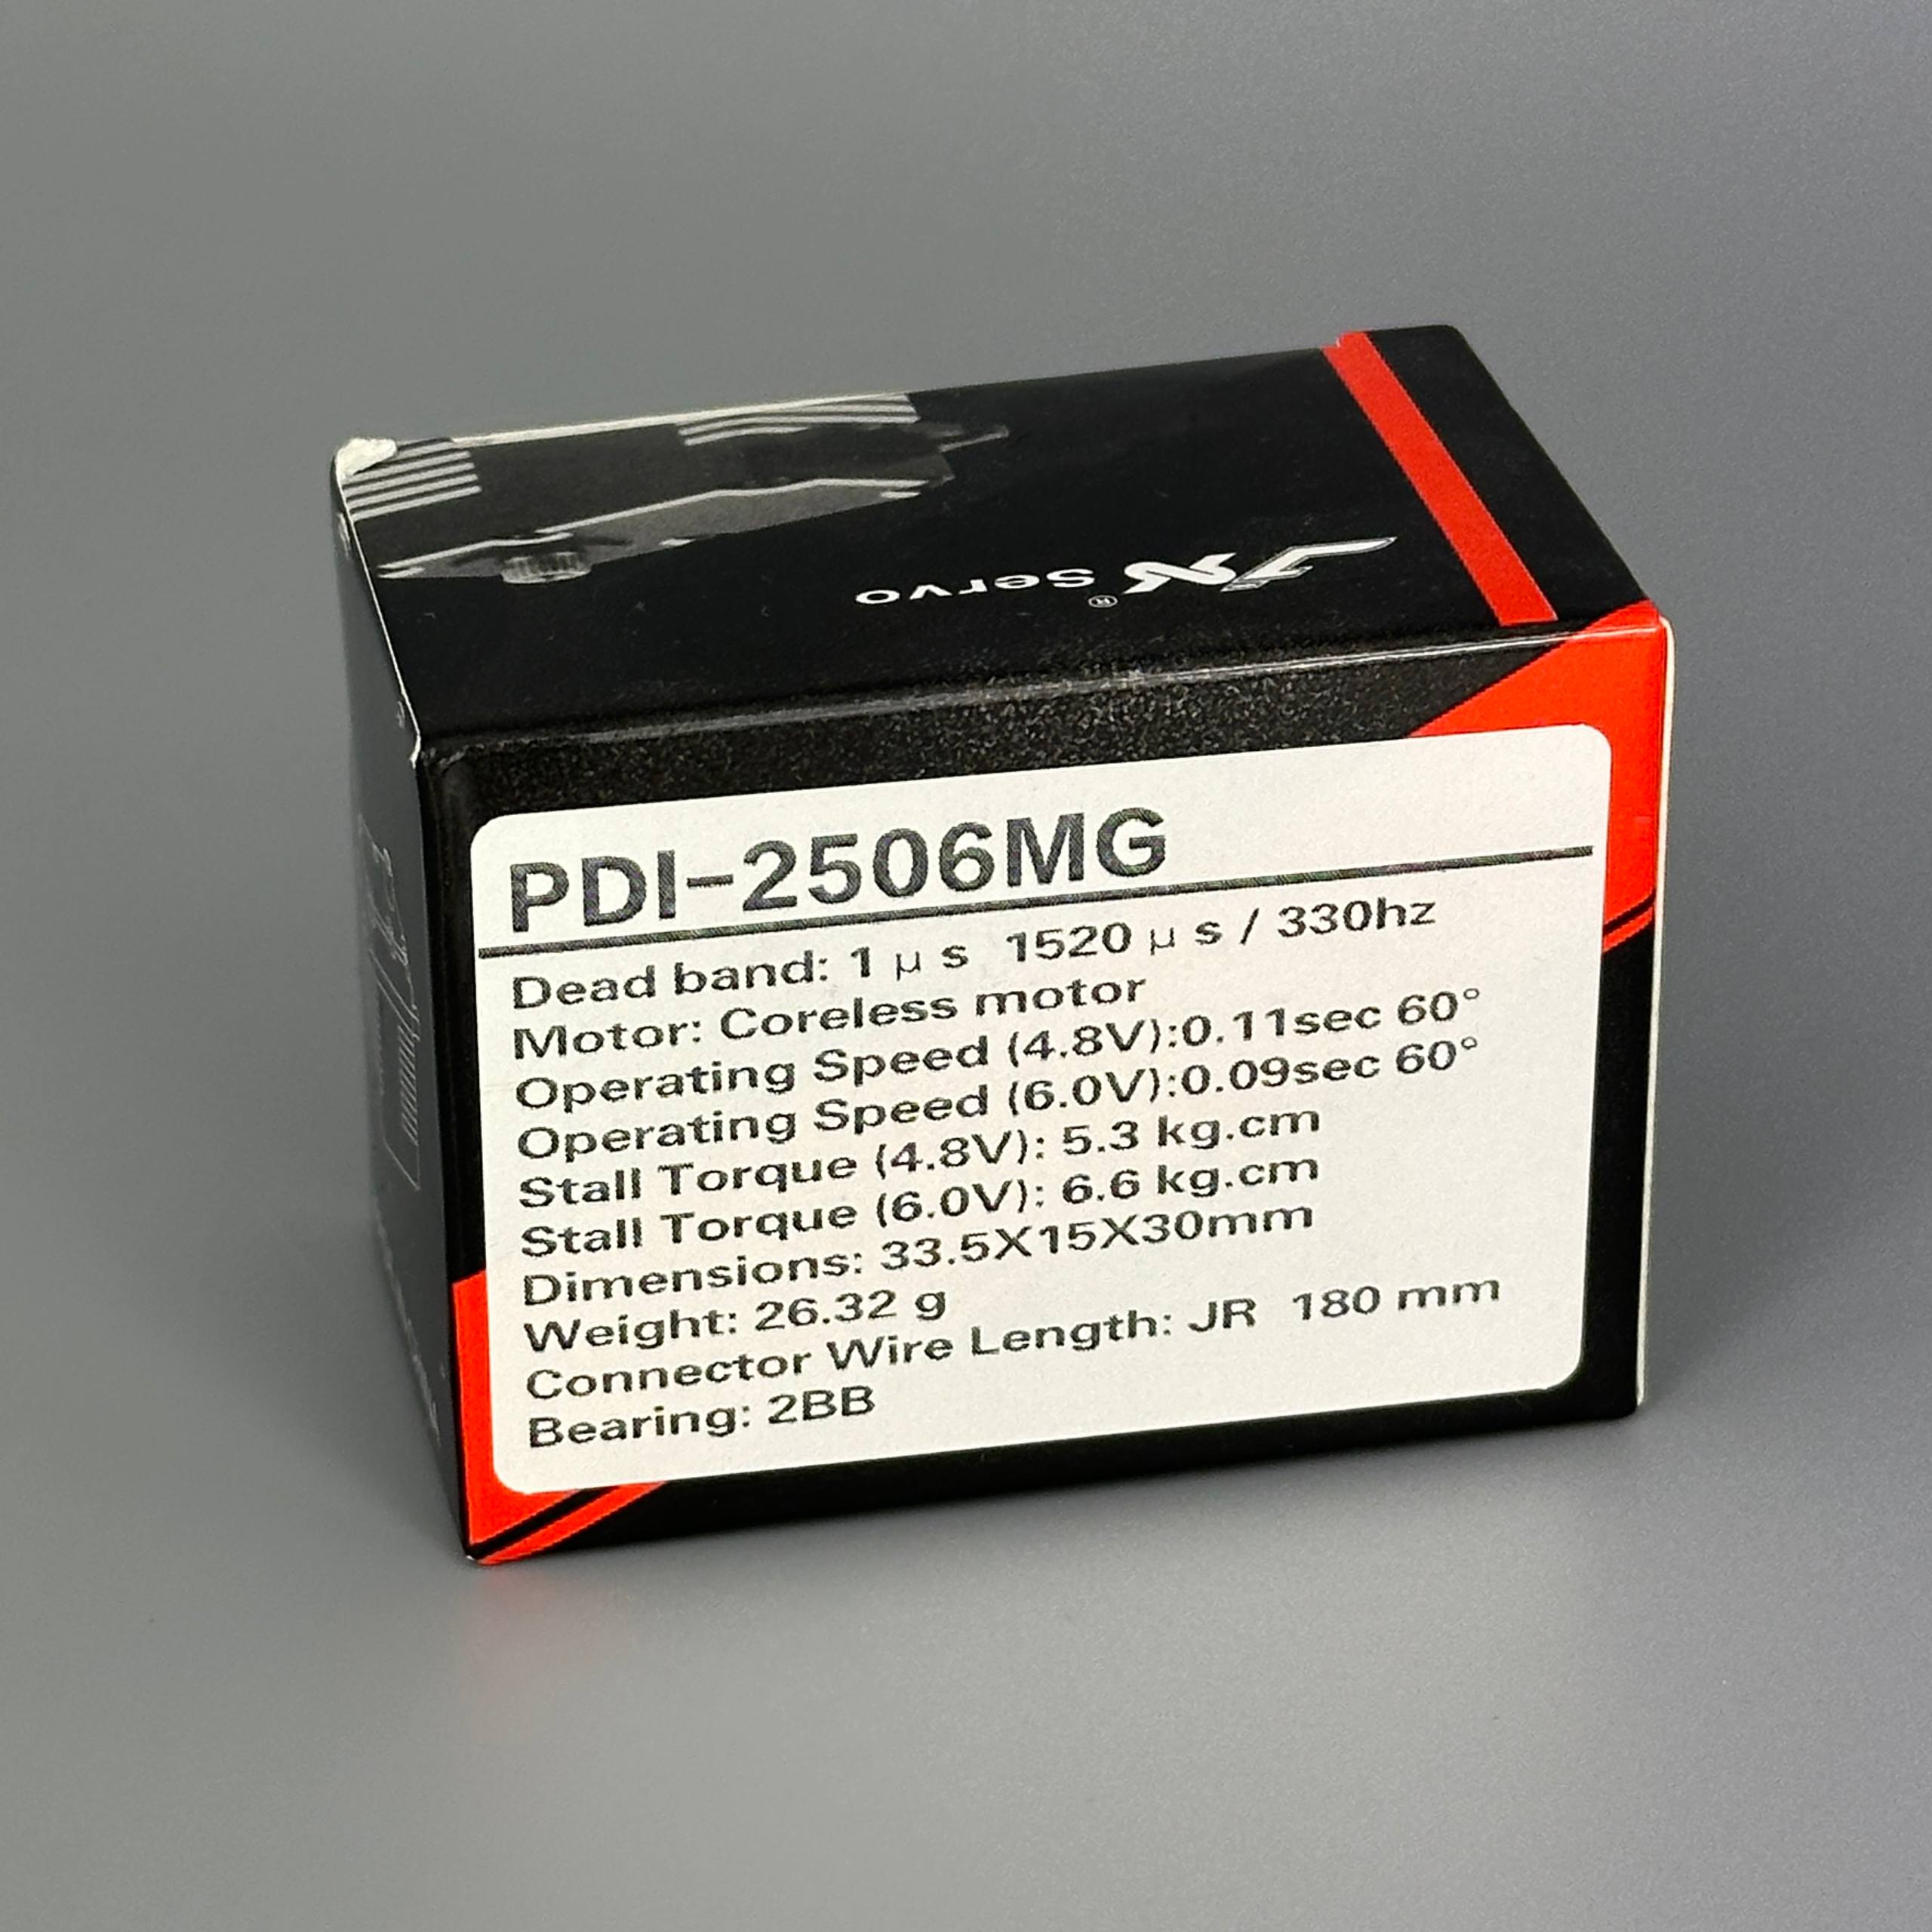 JX® Servo
PDI-2506MG
Dead band: 1 μ s 1520 μ s / 330hz
Motor: Coreless motor
Operating Speed (4.8V):0.11sec 60°
Operating Speed (6.0V):0.09sec 60°
Stall Torque (4.8V): 5.3 kg.cm
Stall Torque (6.0V): 6.6 kg.cm
Dimensions: 33.5X15X30mm
Weight: 26.32 g
Connector Wire Length: JR 180 mm
Bearing: 2BB